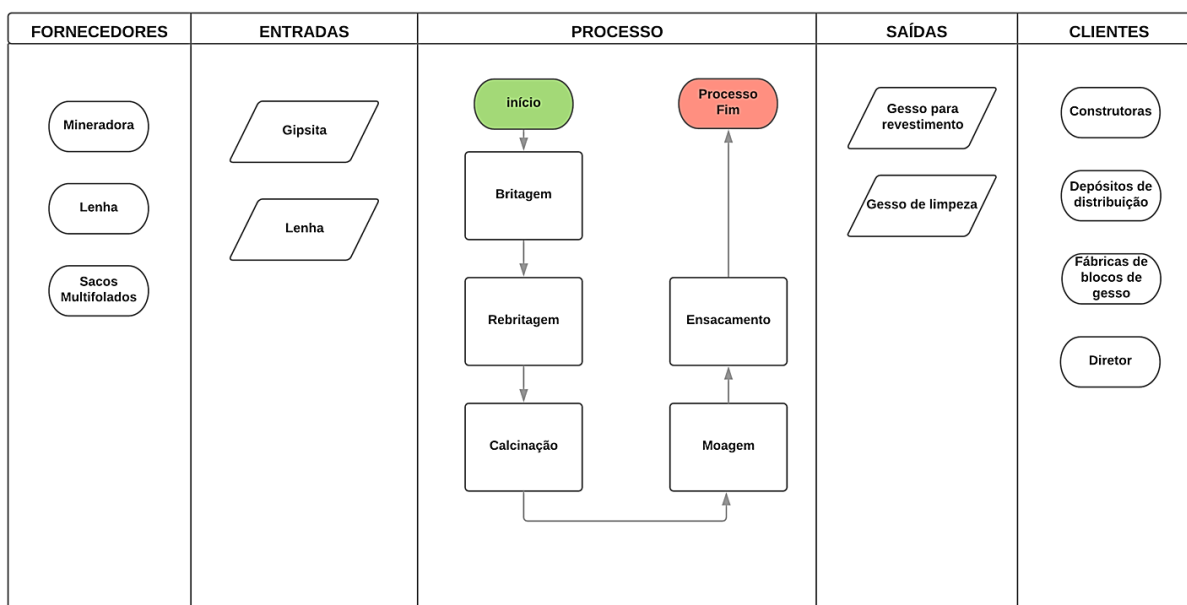 FORNECEDORES
ENTRADAS
PROCESSO
SAÍDAS
CLIENTES
Mineradora
Lenha
Sacos
Multifolados
Gipsita
Lenha
início
Britagem
Rebritagem
Calcinação
Moagem
Ensacamento
Processo
Fim
Gesso para
revestimento
Gesso de limpeza
Construtoras
Depósitos de
distribuição
Fábricas de
blocos de
gesso
Diretor